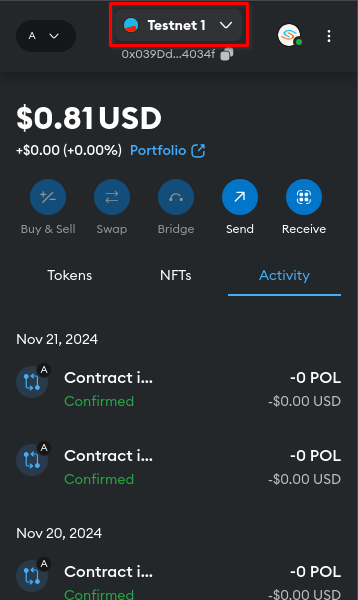 A
Testnet 1
0x039Dd...4034f
$0.81 USD
+$0.00 (+0.00%) Portfolio
Buy & Sell
Swap
Bridge
Send
Receive
Tokens
NFTs
Activity
Nov 21, 2024
A
Contract i...
-0 POL
Confirmed
-$0.00 USD
A
Contract i...
-0 POL
Confirmed
-$0.00 USD
Nov 20, 2024
A
Contract i...
-0 POL
Confirmed
-$0.00 USD